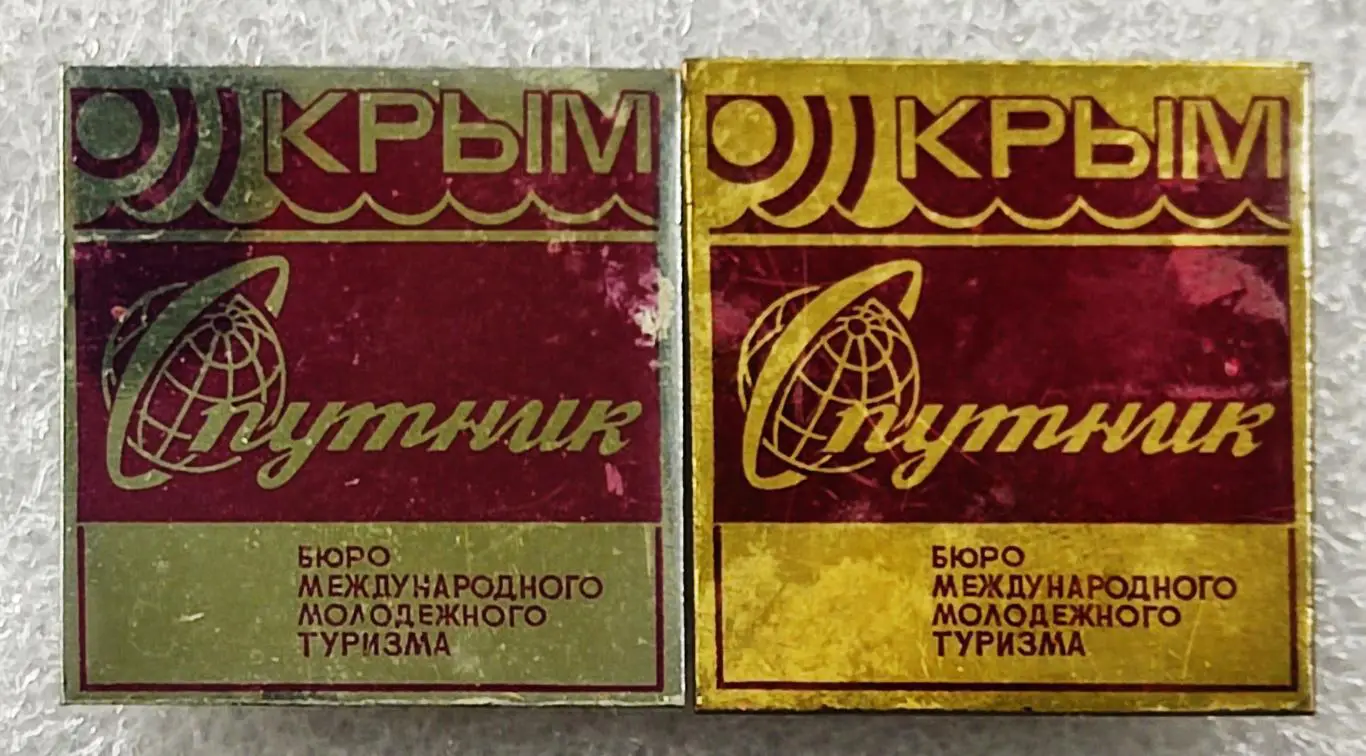 КРЫМ
Спутник
БЮРО
МЕЖДУНАРОДНОГО
МОЛОДЕЖНОГО
ТУРИЗМА
КРЫМ
Спутник
БЮРО
МЕЖДУНАРОДНОГО
МОЛОДЕЖНОГО
ТУРИЗМА